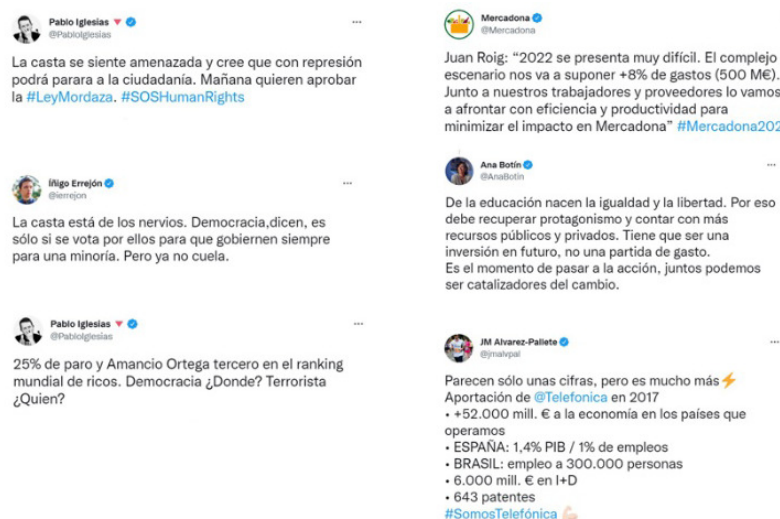 Pablo Iglesias
@PabloIglesias
La casta se siente amenazada y cree que con represión
podrá parara a la ciudadanía. Mañana quieren aprobar
la #LeyMordaza. #SOSHumanRights
Íñigo Errejón
@ierrejon
La casta está de los nervios. Democracia,dicen, es
sólo si se vota por ellos para que gobiernen siempre
para una minoría. Pero ya no cuela.
Pablo Iglesias
@PabloIglesias
25% de paro y Amancio Ortega tercero en el ranking
mundial de ricos. Democracia ¿Donde? Terrorista
¿Quien?
Mercadona
@Mercadona
Juan Roig: “2022 se presenta muy difícil. El complejo
escenario nos va a suponer +8% de gastos (500 M€).
Junto a nuestros trabajadores y proveedores lo vamos
a afrontar con eficiencia y productividad para
minimizar el impacto en Mercadona” #Mercadona202
Ana Botín
@AnaBotin
De la educación nacen la igualdad y la libertad. Por eso
debe recuperar protagonismo y contar con más
recursos públicos y privados. Tiene que ser una
inversión en futuro, no una partida de gasto.
Es el momento de pasar a la acción, juntos podemos
ser catalizadores del cambio.
JM Alvarez-Pallete
@jmalvpal
Parecen sólo unas cifras, pero es mucho más⚡
Aportación de @Telefonica en 2017
• +52.000 mill. € a la economía en los países que
operamos
• ESPAÑA: 1,4% PIB / 1% de empleos
• BRASIL: empleo a 300.000 personas
• 6.000 mill. € en I+D
• 643 patentes
#SomosTelefónica 💪🏻